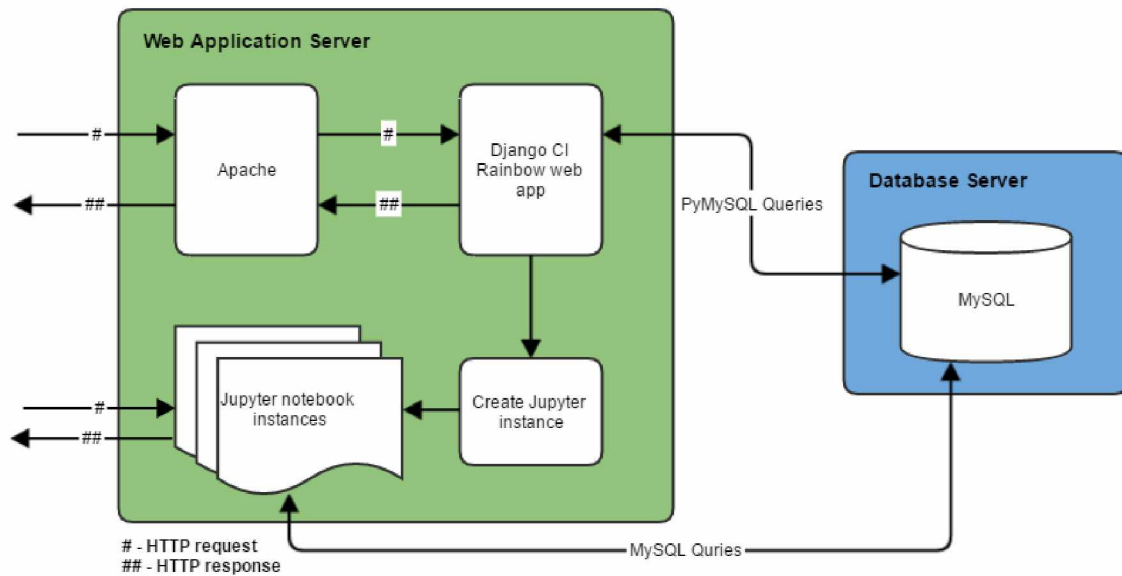 Web Application Server
#
#
Apache
Django CI
Rainbow web
app
##
##
PyMySQL Queries
Database Server
MySQL
#
##
Jupyter notebook
instances
Create Jupyter
instance
MySQL Quries
# - HTTP request
## - HTTP response